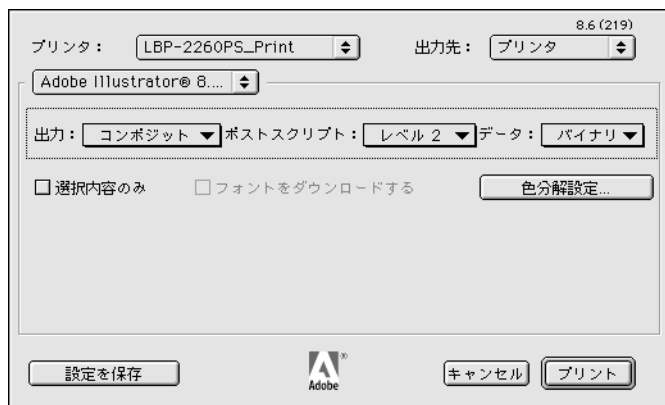 8.6 (219)
プリンタ： LBP-2260PS_Print 出力先： プリンタ
Adobe Illustrator® 8....
出力： コンポジット ポストスクリプト： レベル 2 データ： バイナリ
選択内容のみ フォントをダウンロードする 色分解設定...
設定を保存 Adobe® キャンセル プリント